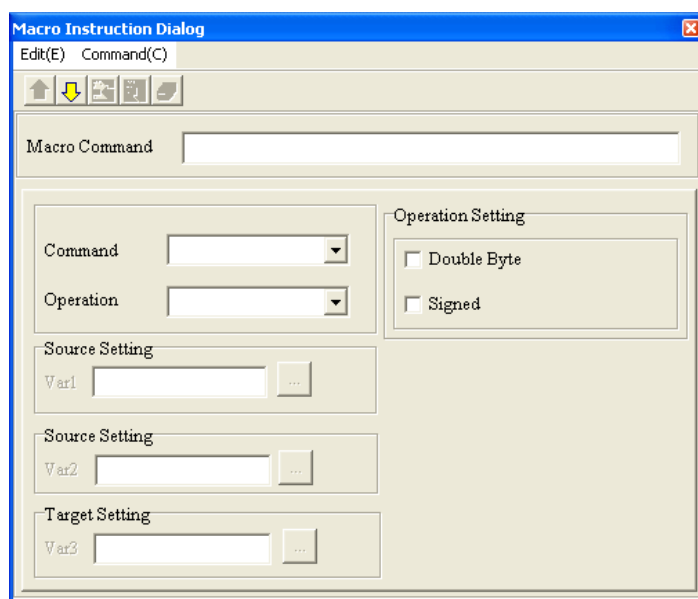 Macro Instruction Dialog
Edit(E) Command(C)
Macro Command
Operation Setting
Command
Double Byte
Operation
Signed
Source Setting
Var1 ...
Source Setting
Var2 ...
Target Setting
Var3 ...